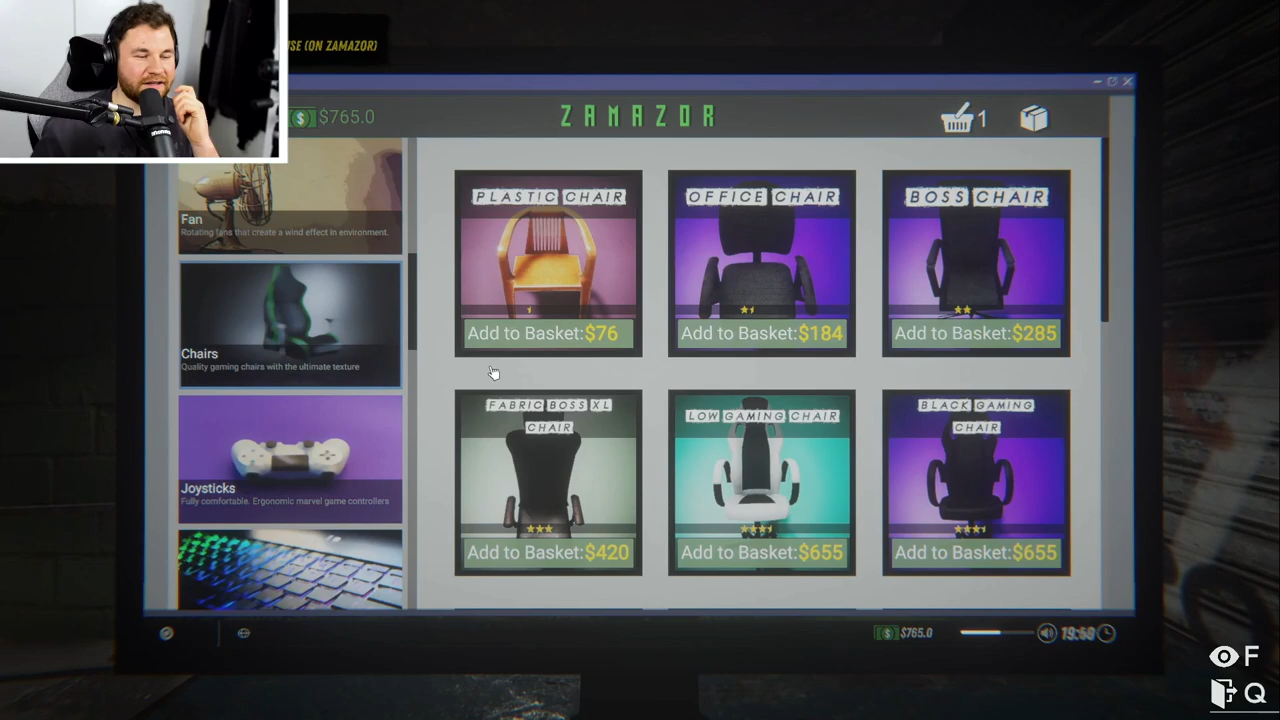 USE (ON ZAMAZOR)
$765.0
ZAMAZOR
1
Fan
Rotating fans that create a wind effect in environment.
Chairs
Quality gaming chairs with the ultimate texture
Joysticks
Fully comfortable. Ergonomic marvel game controllers
PLASTIC CHAIR
Add to Basket:$76
OFFICE CHAIR
Add to Basket:$184
BOSS CHAIR
Add to Basket:$285
FABRIC BOSS XL
CHAIR
Add to Basket:$420
LOW GAMING CHAIR
Add to Basket:$655
BLACK GAMING
CHAIR
Add to Basket:$655
$765.0
19:50
F
Q